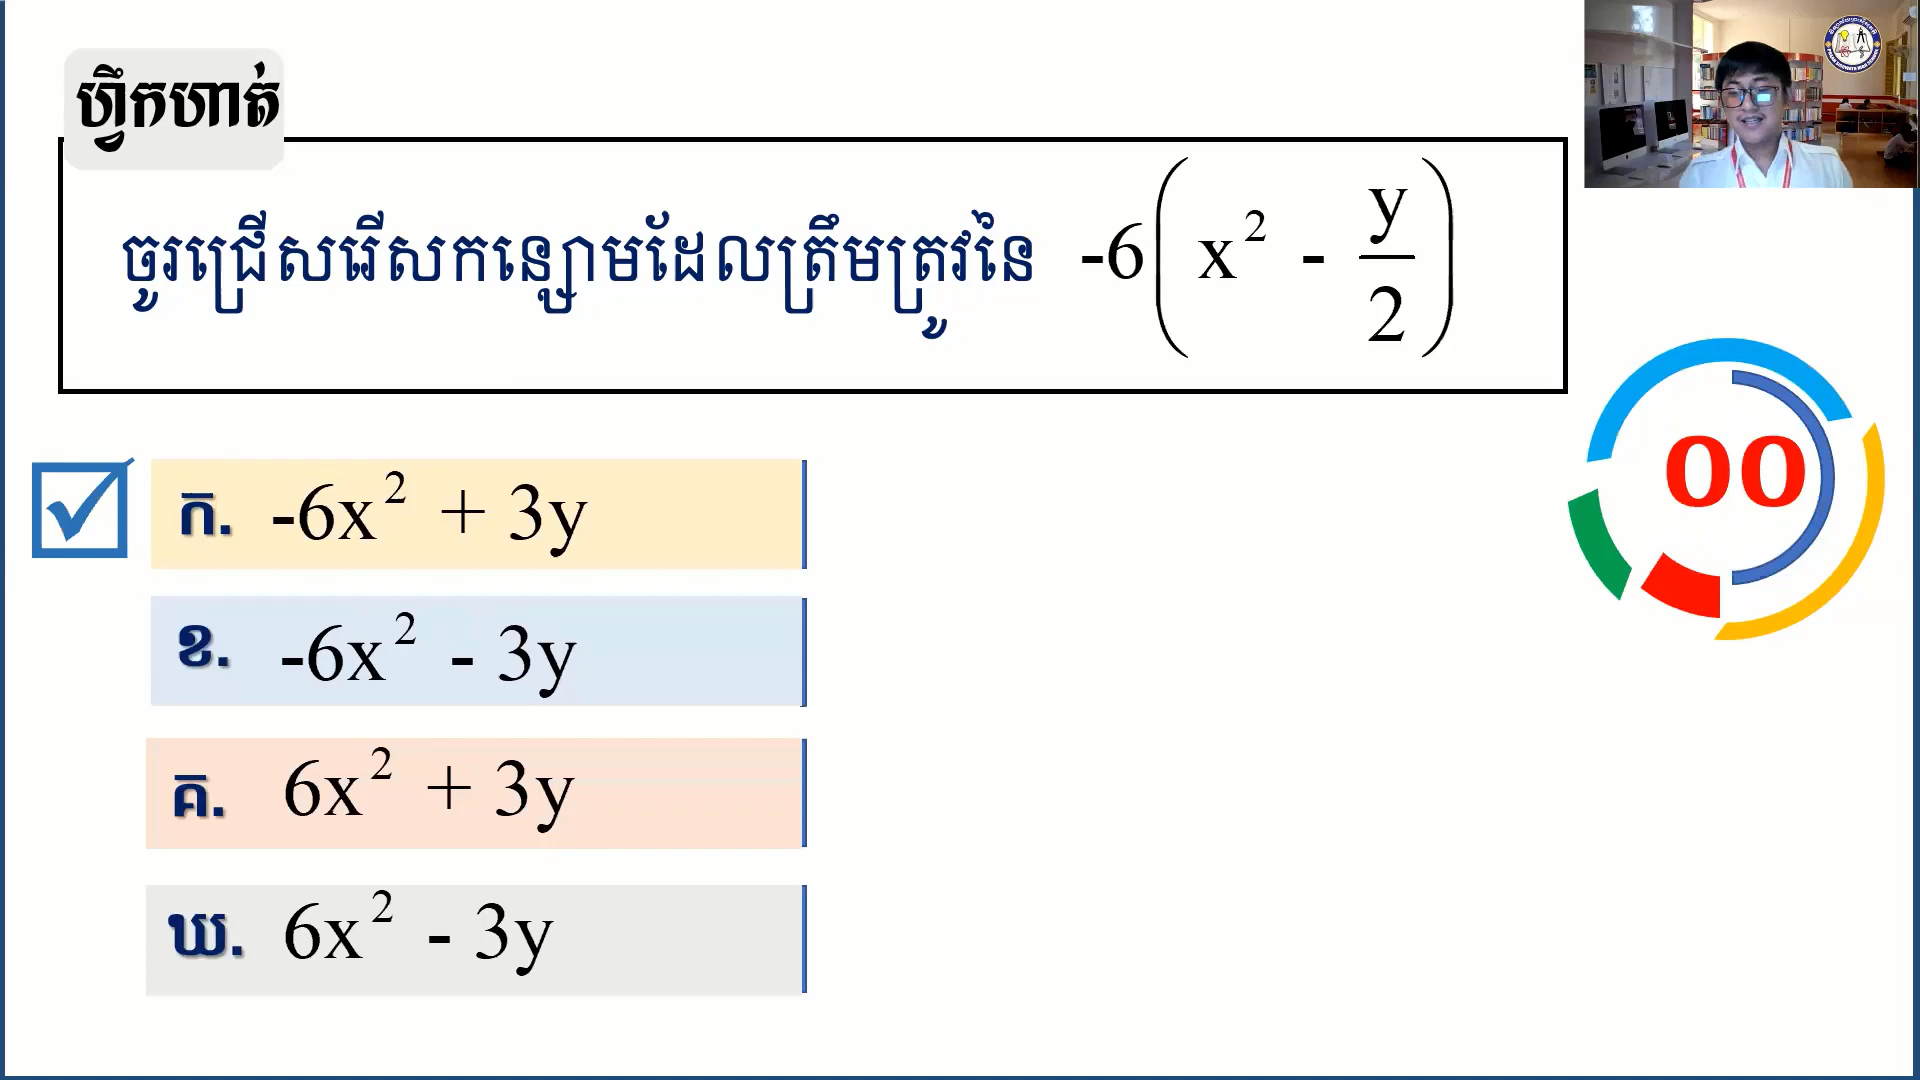 ហ្វឹកហាត់
ចូរជ្រើសរើសកន្សោមដែលត្រឹមត្រូវនៃ -6(x² - y/2)
ក. -6x² + 3y
ខ. -6x² - 3y
គ. 6x² + 3y
ឃ. 6x² - 3y
00